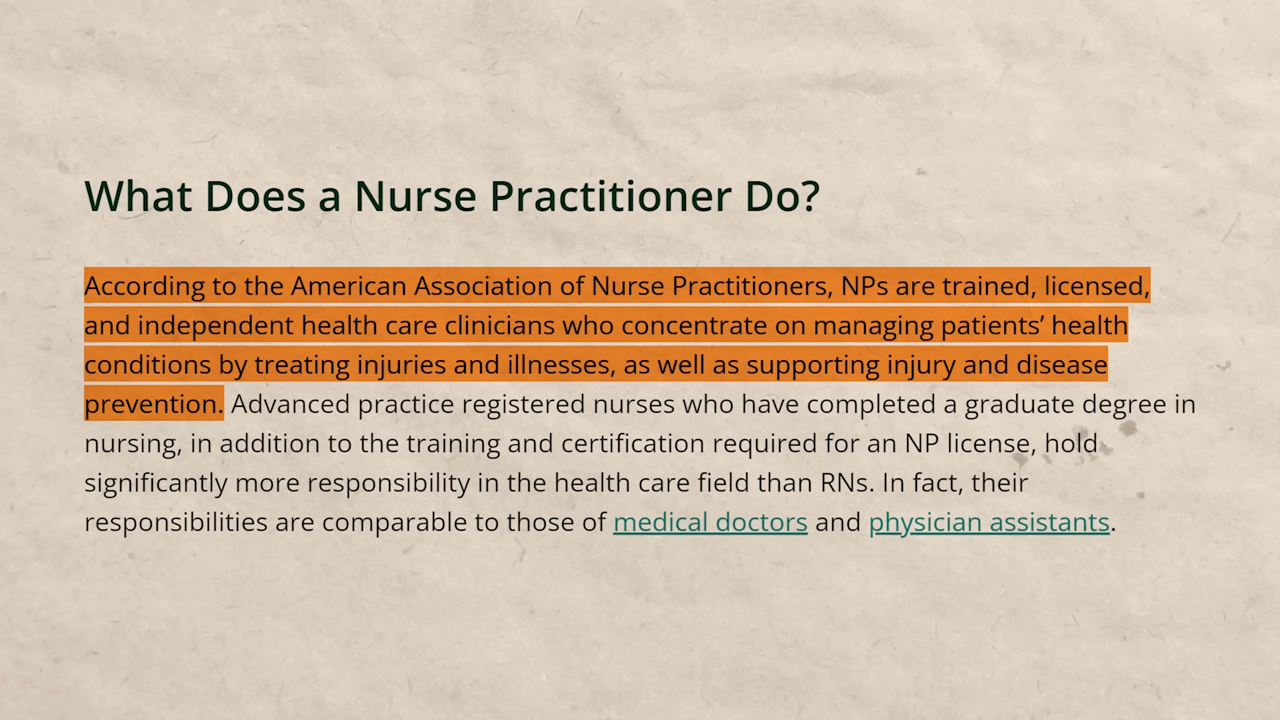 What Does a Nurse Practitioner Do?
According to the American Association of Nurse Practitioners, NPs are trained, licensed,
and independent health care clinicians who concentrate on managing patients’ health
conditions by treating injuries and illnesses, as well as supporting injury and disease
prevention. Advanced practice registered nurses who have completed a graduate degree in
nursing, in addition to the training and certification required for an NP license, hold
significantly more responsibility in the health care field than RNs. In fact, their
responsibilities are comparable to those of medical doctors and physician assistants.